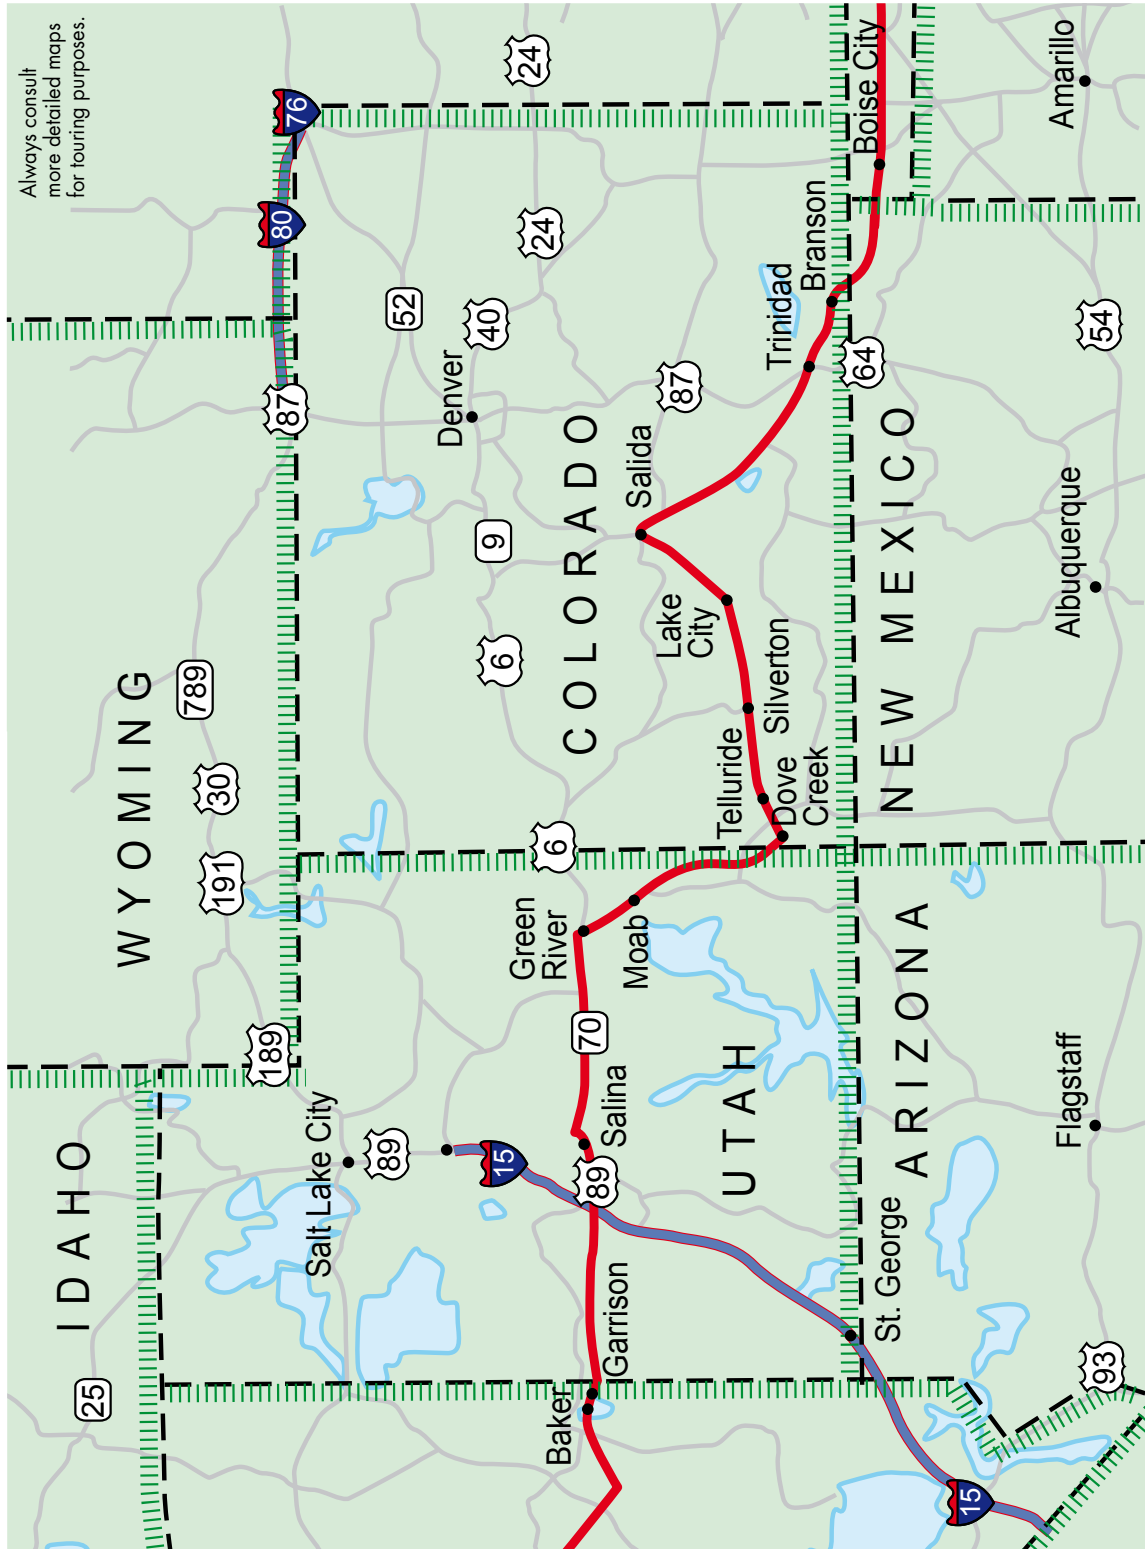 Always consult
more detailed maps
for touring purposes.
IDAHO
WYOMING
COLORADO
UTAH
ARIZONA
NEW MEXICO
25
189
191
30
789
87
80
76
Salt Lake City
89
15
6
6
9
52
Denver
40
24
24
Baker
Garrison
89
Salina
70
Green
River
Moab
Telluride
Dove
Creek
Silverton
Lake
City
Salida
87
Trinidad
Branson
Boise City
64
St. George
15
93
Flagstaff
Albuquerque
54
Amarillo